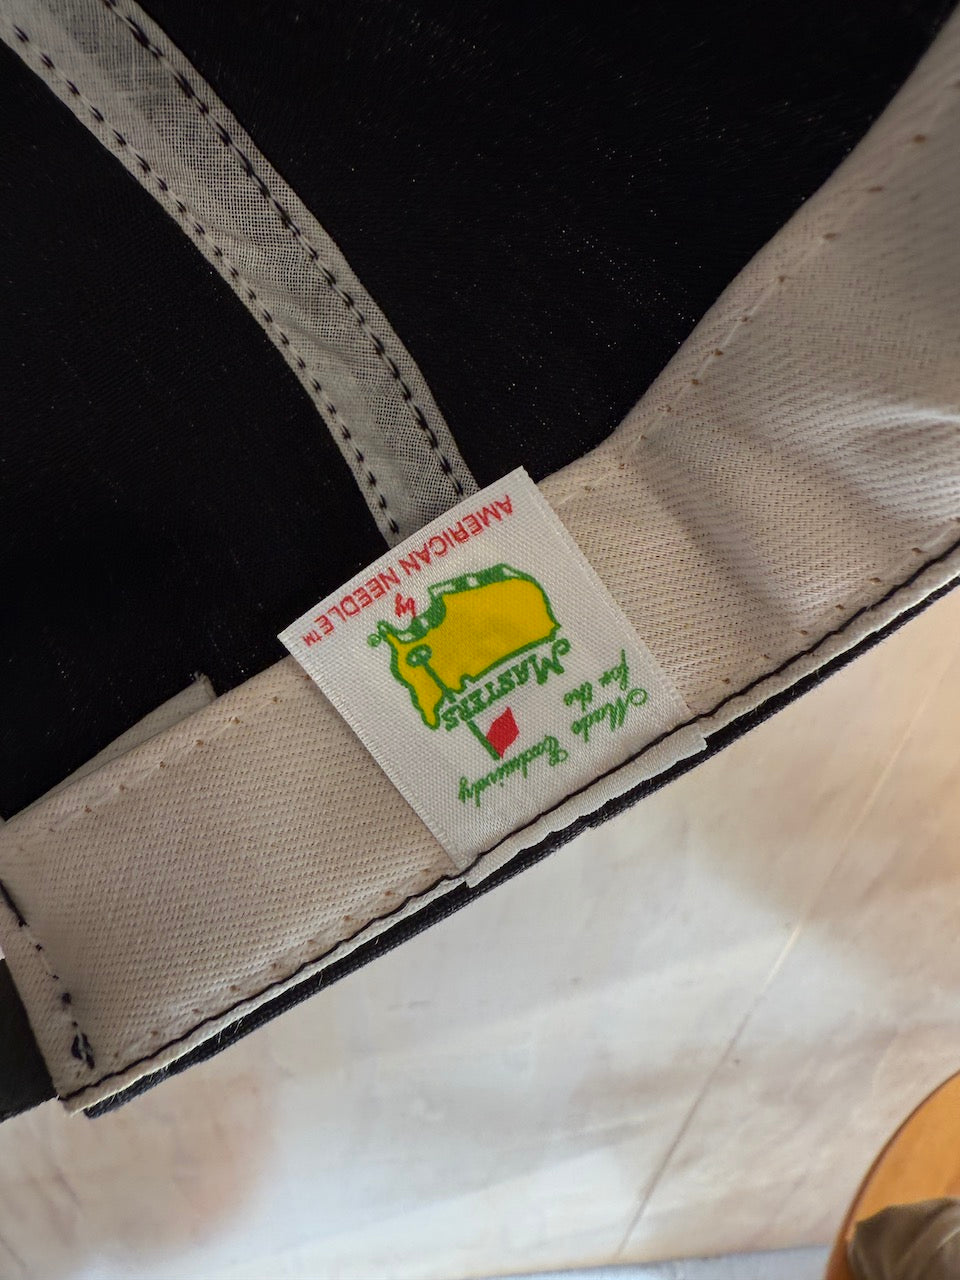 Made Exclusively
for the
MASTERS
®
by
AMERICAN NEEDLE™